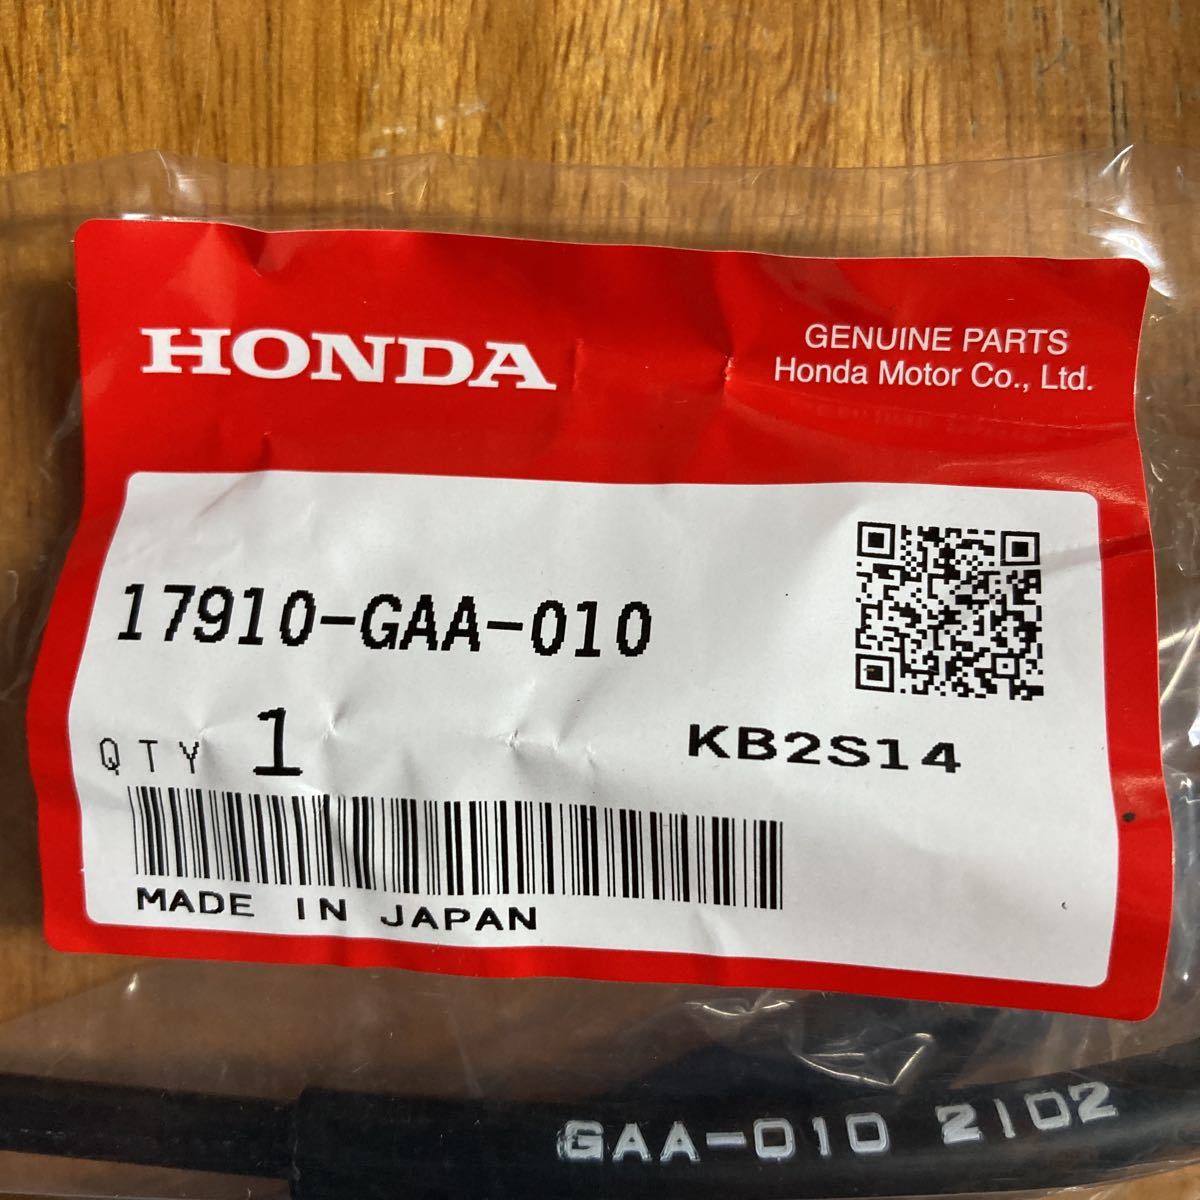 HONDA
GENUINE PARTS
Honda Motor Co., Ltd.
17910-GAA-010
QTY 1
KB2S14
MADE IN JAPAN
GAA-010 2102